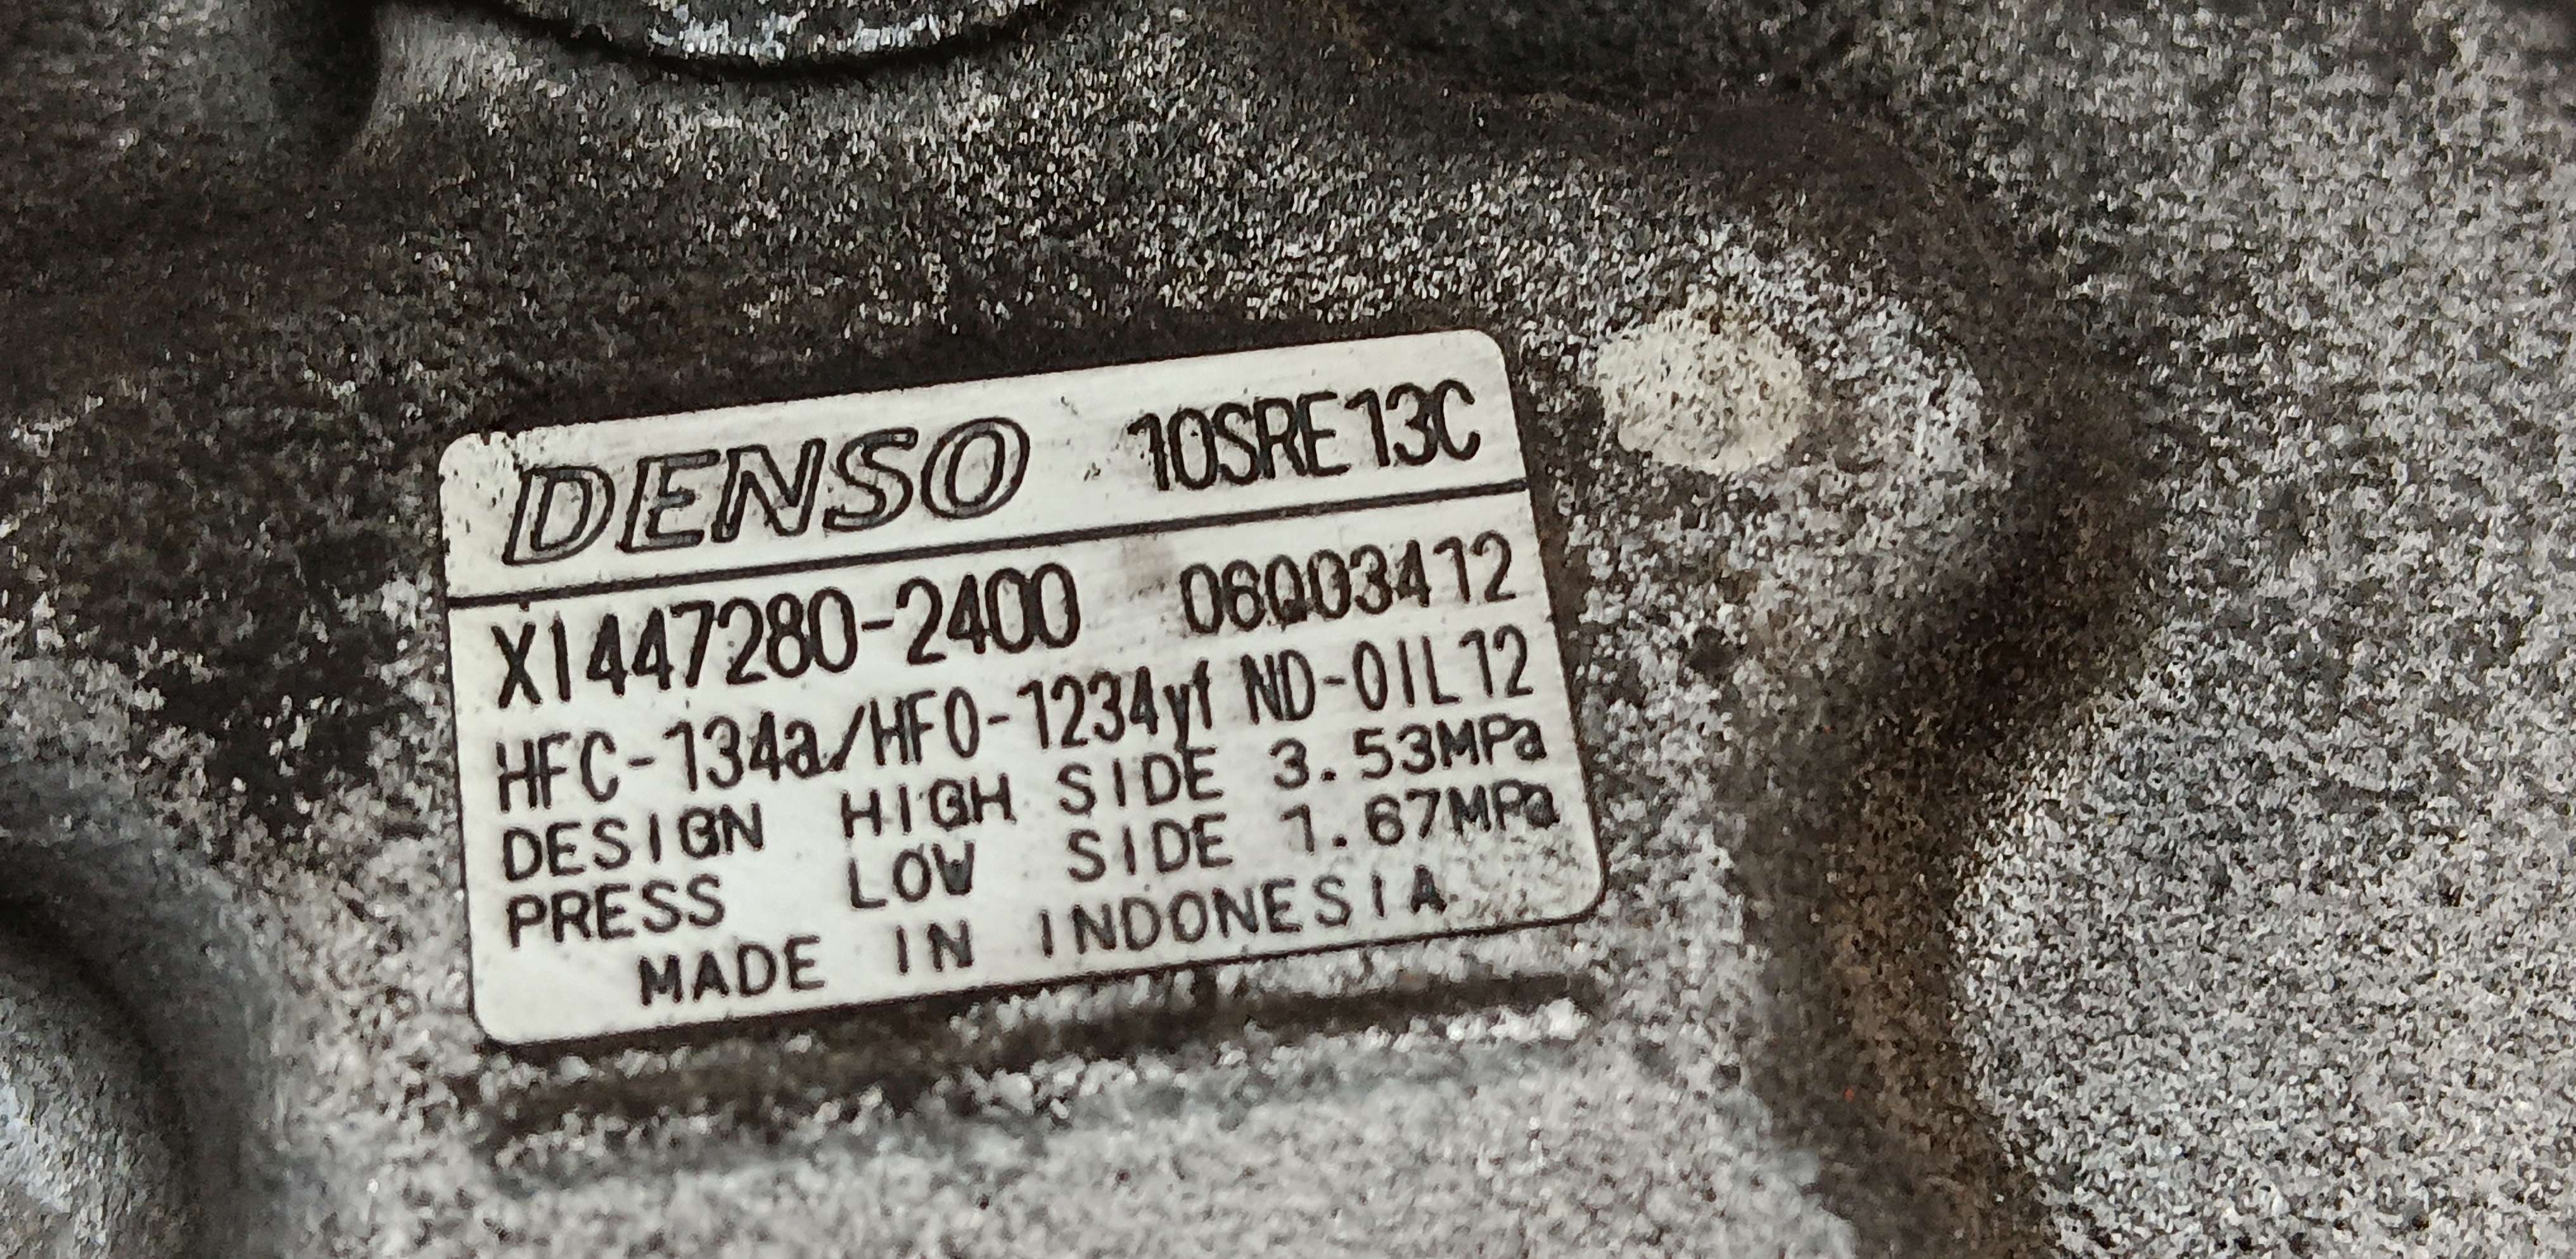 DENSO 10SRE13C
XI447280-2400 06Q03412
HFC-134a/HFO-1234yf ND-OIL12
DESIGN HIGH SIDE 3.53MPa
PRESS LOW SIDE 1.67MPa
MADE IN INDONESIA